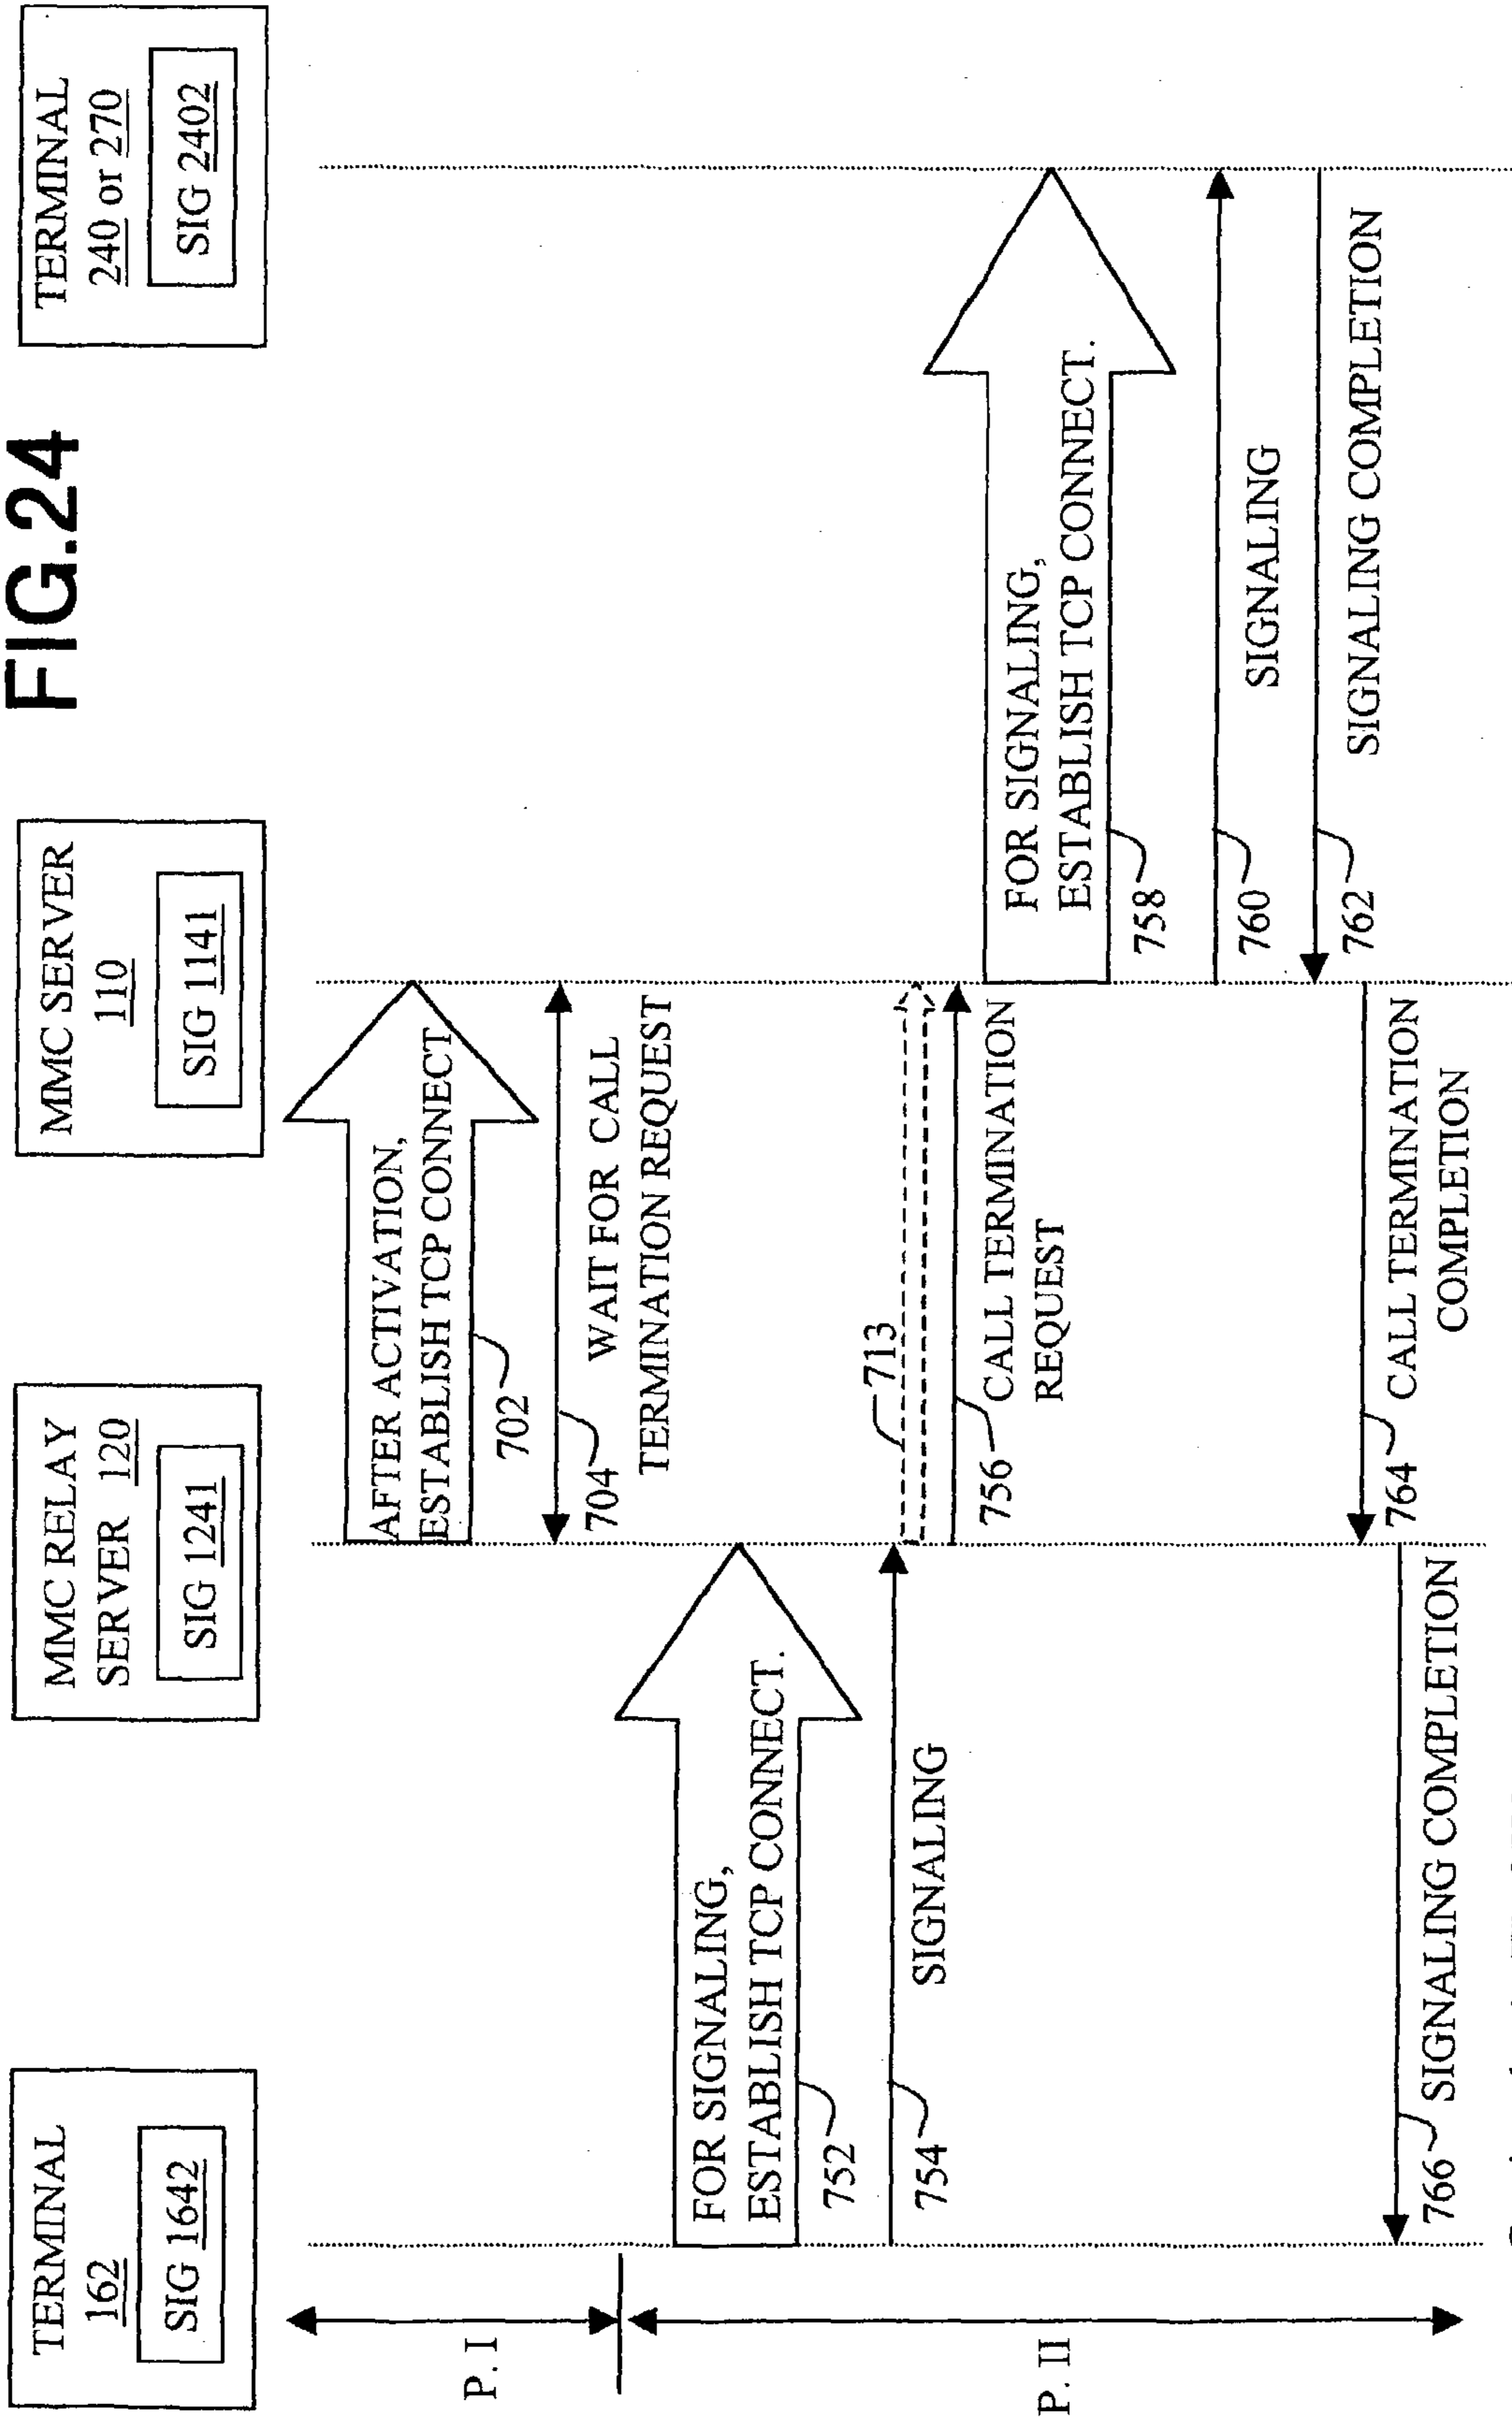 FIG.24
TERMINAL
162
SIG 1642
MMC RELAY
SERVER 120
SIG 1241
MMC SERVER
110
SIG 1141
TERMINAL
240 or 270
SIG 2402
P. I
AFTER ACTIVATION,
ESTABLISH TCP CONNECT
702
704
WAIT FOR CALL
TERMINATION REQUEST
P. II
FOR SIGNALING,
ESTABLISH TCP CONNECT.
752
754
SIGNALING
713
756
CALL TERMINATION
REQUEST
FOR SIGNALING,
ESTABLISH TCP CONNECT.
758
760
SIGNALING
762
SIGNALING COMPLETION
764
CALL TERMINATION
COMPLETION
766
SIGNALING COMPLETION